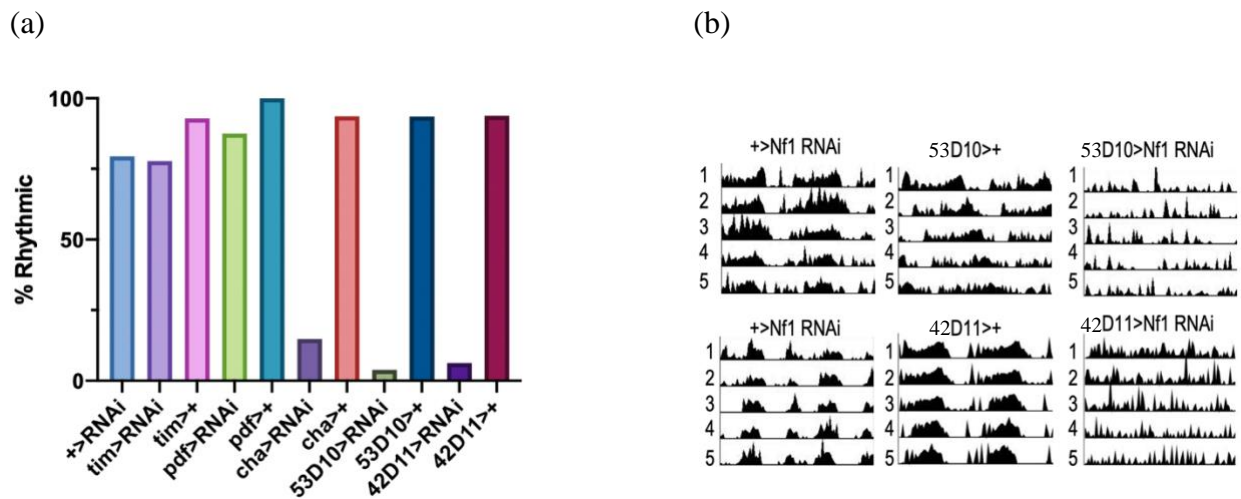 (a)
% Rhythmic
100
50
0
+>RNAi
tim>RNAi
tim>+
pdf>RNAi
pdf>+
cha>RNAi
cha>+
53D10>RNAi
53D10>+
42D11>RNAi
42D11>+
(b)
+>Nf1 RNAi
1
2
3
4
5
53D10>+
1
2
3
4
5
53D10>Nf1 RNAi
1
2
3
4
5
+>Nf1 RNAi
1
2
3
4
5
42D11>+
1
2
3
4
5
42D11>Nf1 RNAi
1
2
3
4
5